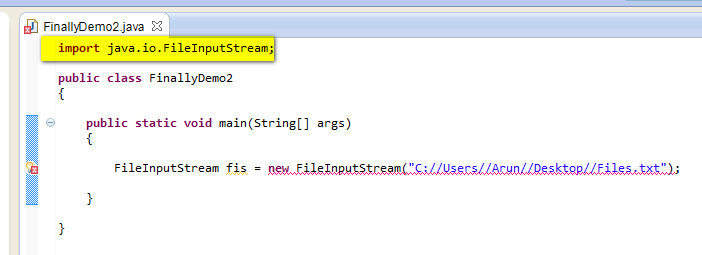 FinallyDemo2.java
import java.io.FileInputStream;
public class FinallyDemo2
{
public static void main(String[] args)
{
FileInputStream fis = new FileInputStream("C://Users//Arun//Desktop//Files.txt");
}
}